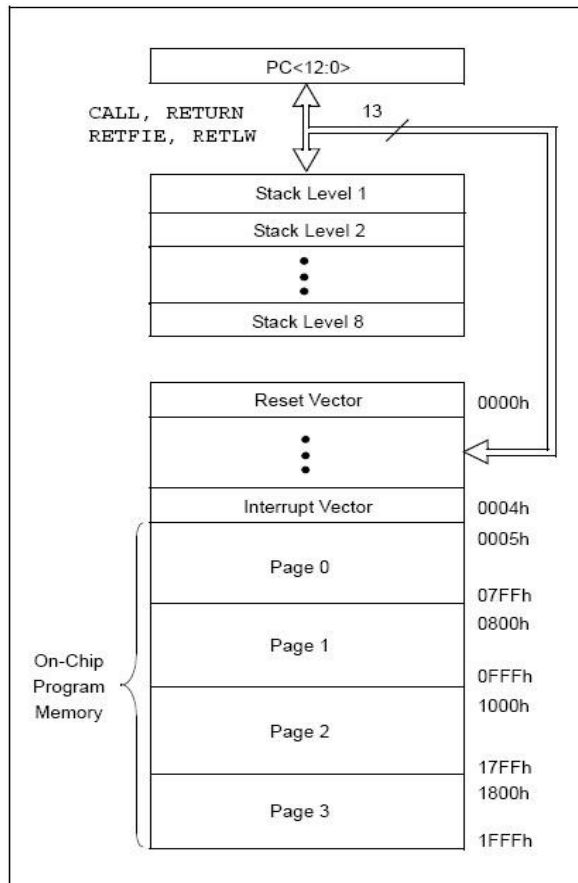 PC<12:0>
CALL, RETURN
RETFIE, RETLW
13
Stack Level 1
Stack Level 2
Stack Level 8
Reset Vector
0000h
Interrupt Vector
0004h
0005h
Page 0
07FFh
0800h
Page 1
0FFFh
On-Chip
Program
Memory
1000h
Page 2
17FFh
1800h
Page 3
1FFFh